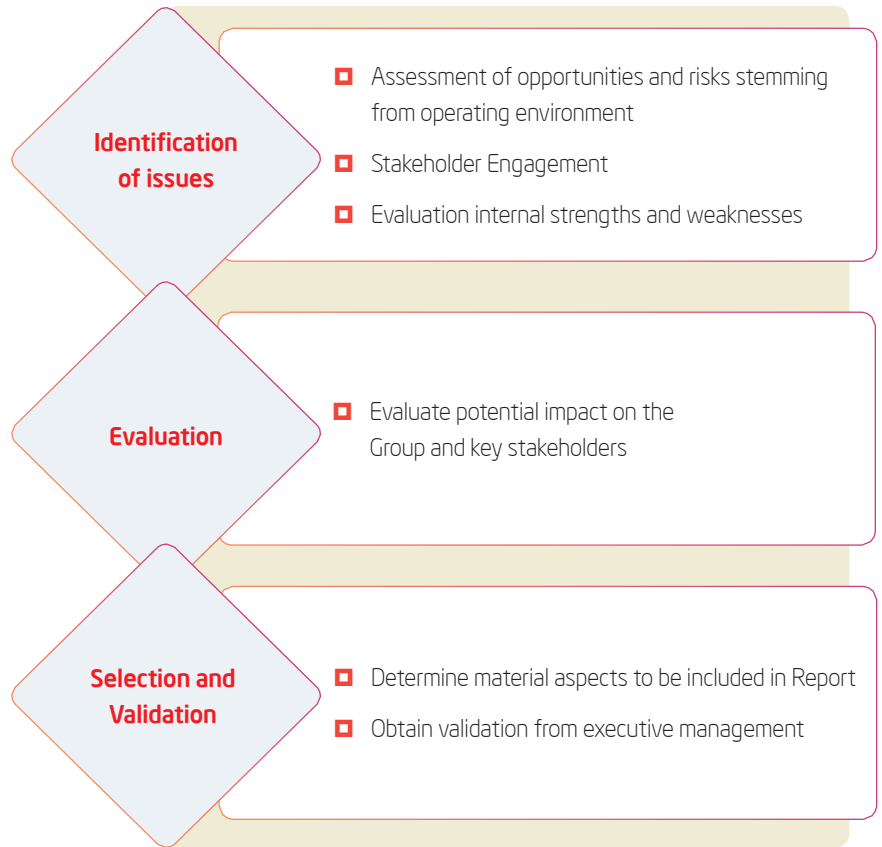 Identification
of issues
Assessment of opportunities and risks stemming
from operating environment
Stakeholder Engagement
Evaluation internal strengths and weaknesses
Evaluation
Evaluate potential impact on the
Group and key stakeholders
Selection and
Validation
Determine material aspects to be included in Report
Obtain validation from executive management